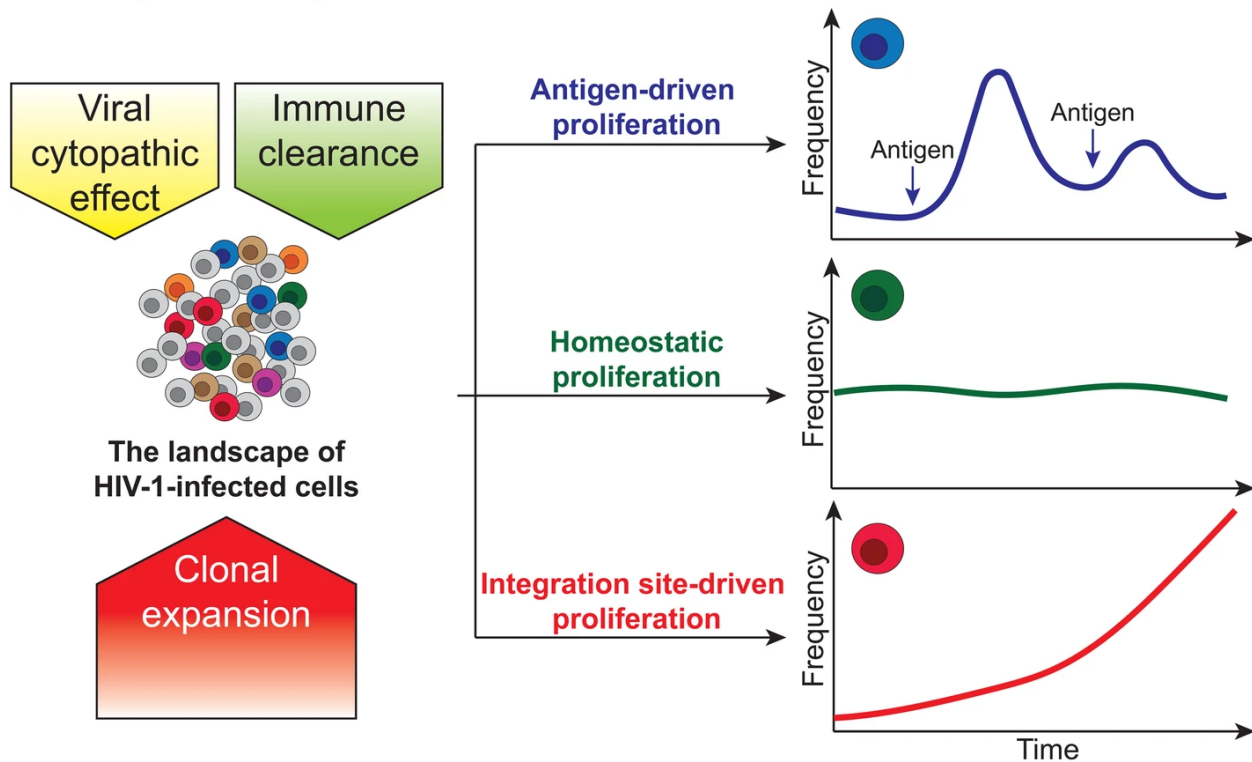 Viral
cytopathic
effect
Immune
clearance
The landscape of
HIV-1-infected cells
Clonal
expansion
Antigen-driven
proliferation
Frequency
Antigen
Antigen
Homeostatic
proliferation
Frequency
Integration site-driven
proliferation
Frequency
Time